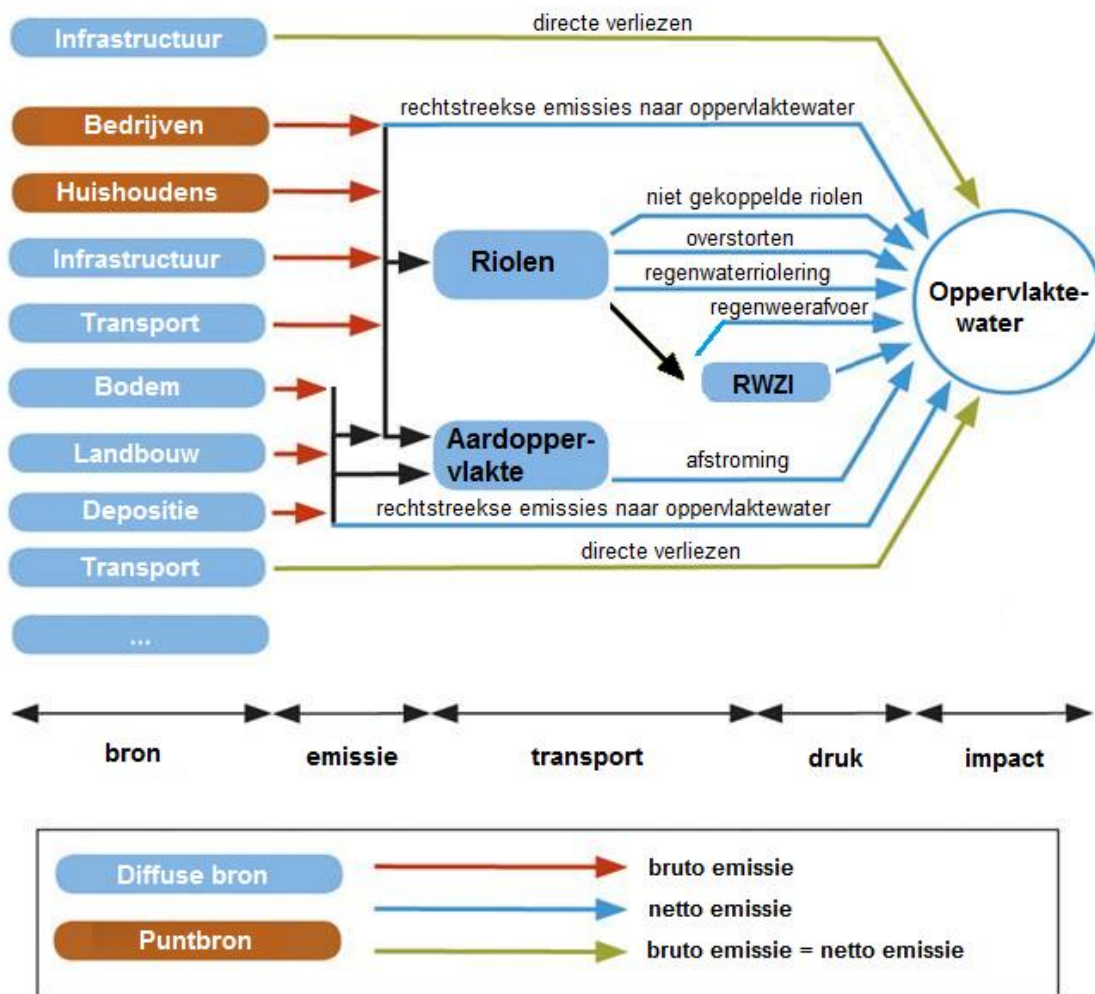 Infrastructuur
directe verliezen
Bedrijven
rechtstreekse emissies naar oppervlaktewater
Huishoudens
niet gekoppelde riolen
Infrastructuur
Riolen
overstorten
regenwaterriolering
Oppervlakte-
water
Transport
regenweerafvoer
Bodem
RWZI
Landbouw
Aardopper-
vlakte
afstroming
Depositie
rechtstreekse emissies naar oppervlaktewater
Transport
directe verliezen
...
bron
emissie
transport
druk
impact
Diffuse bron
bruto emissie
netto emissie
Puntbron
bruto emissie = netto emissie